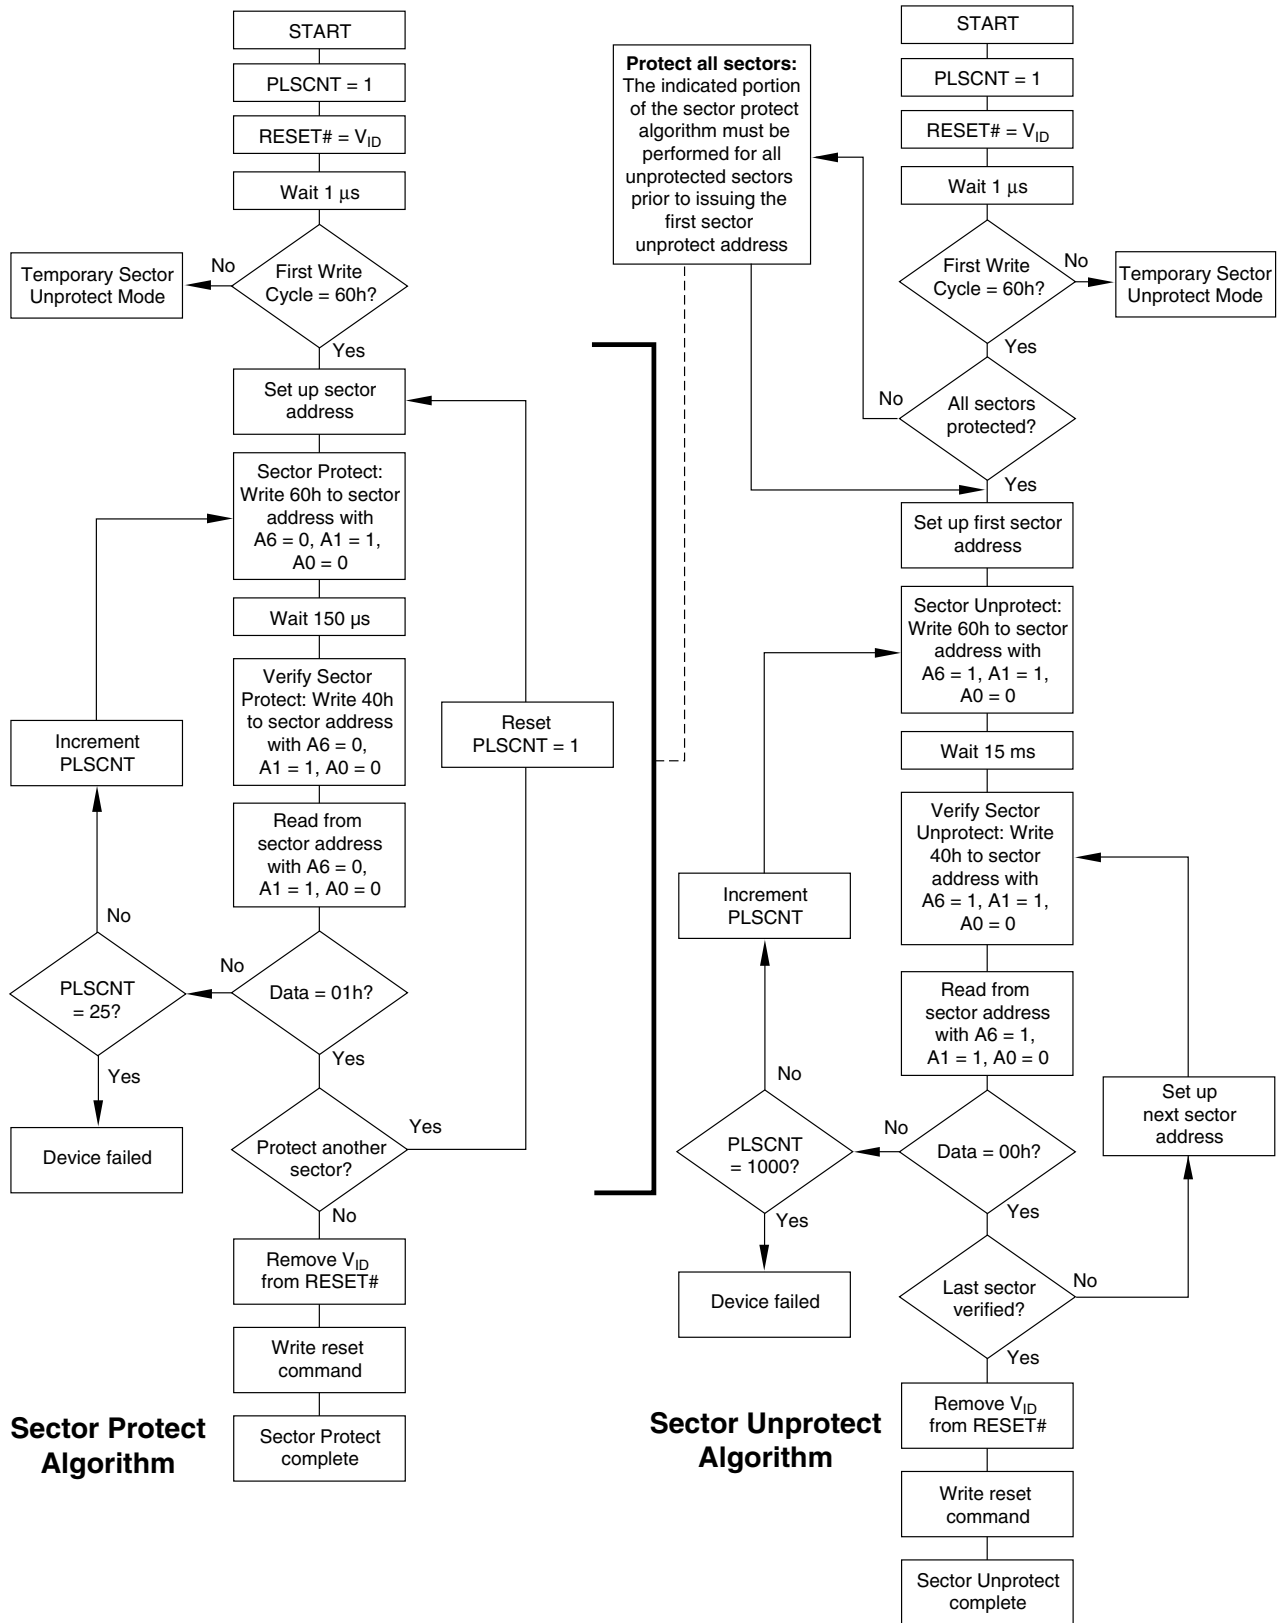 START
PLSCNT = 1
RESET# = VID
Wait 1 μs
First Write
Cycle = 60h?
No
Temporary Sector
Unprotect Mode
Yes
Set up sector
address
Sector Protect:
Write 60h to sector
address with
A6 = 0, A1 = 1,
A0 = 0
Wait 150 µs
Verify Sector
Protect: Write 40h
to sector address
with A6 = 0,
A1 = 1, A0 = 0
Reset
PLSCNT = 1
Increment
PLSCNT
Read from
sector address
with A6 = 0,
A1 = 1, A0 = 0
No
PLSCNT
= 25?
No
Data = 01h?
Yes
Yes
Device failed
Protect another
sector?
Yes
No
Remove VID
from RESET#
Write reset
command
Sector Protect
complete
Sector Protect
Algorithm
Protect all sectors:
The indicated portion
of the sector protect
algorithm must be
performed for all
unprotected sectors
prior to issuing the
first sector
unprotect address
START
PLSCNT = 1
RESET# = VID
Wait 1 μs
First Write
Cycle = 60h?
No
Temporary Sector
Unprotect Mode
Yes
All sectors
protected?
No
Yes
Set up first sector
address
Sector Unprotect:
Write 60h to sector
address with
A6 = 1, A1 = 1,
A0 = 0
Wait 15 ms
Verify Sector
Unprotect: Write
40h to sector
address with
A6 = 1, A1 = 1,
A0 = 0
Increment
PLSCNT
Read from
sector address
with A6 = 1,
A1 = 1, A0 = 0
No
PLSCNT
= 1000?
No
Data = 00h?
Set up
next sector
address
Yes
Yes
Device failed
Last sector
verified?
No
Yes
Remove VID
from RESET#
Write reset
command
Sector Unprotect
complete
Sector Unprotect
Algorithm